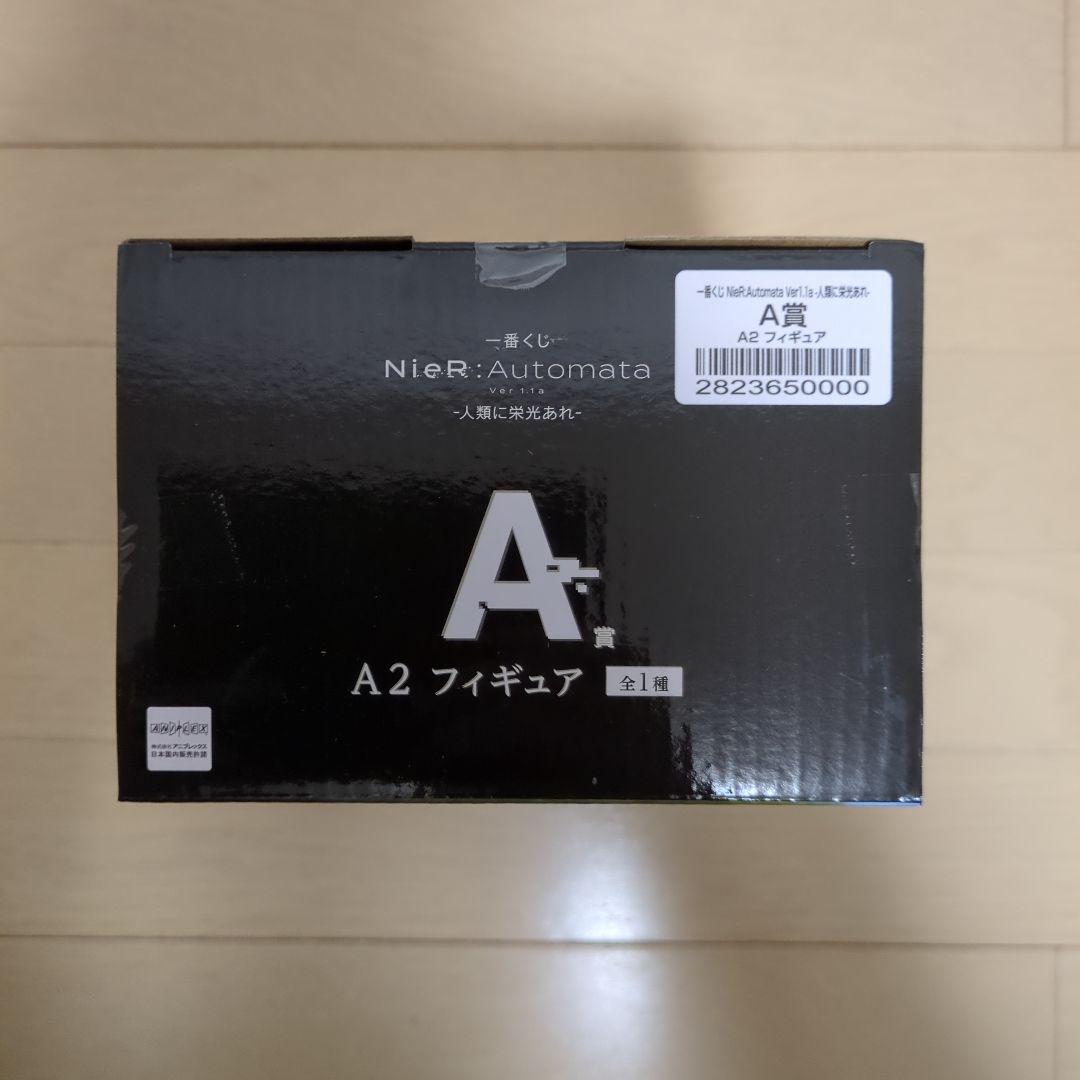 一番くじ
NieR:Automata
Ver1.1a
-人類に栄光あれ-
一番くじ NieR:Automata Ver1.1a -人類に栄光あれ-
A賞
A2 フィギュア
2823650000
A賞
A2 フィギュア 全1種
ANIPLEX
株式会社アニプレックス
日本国内販売許諾